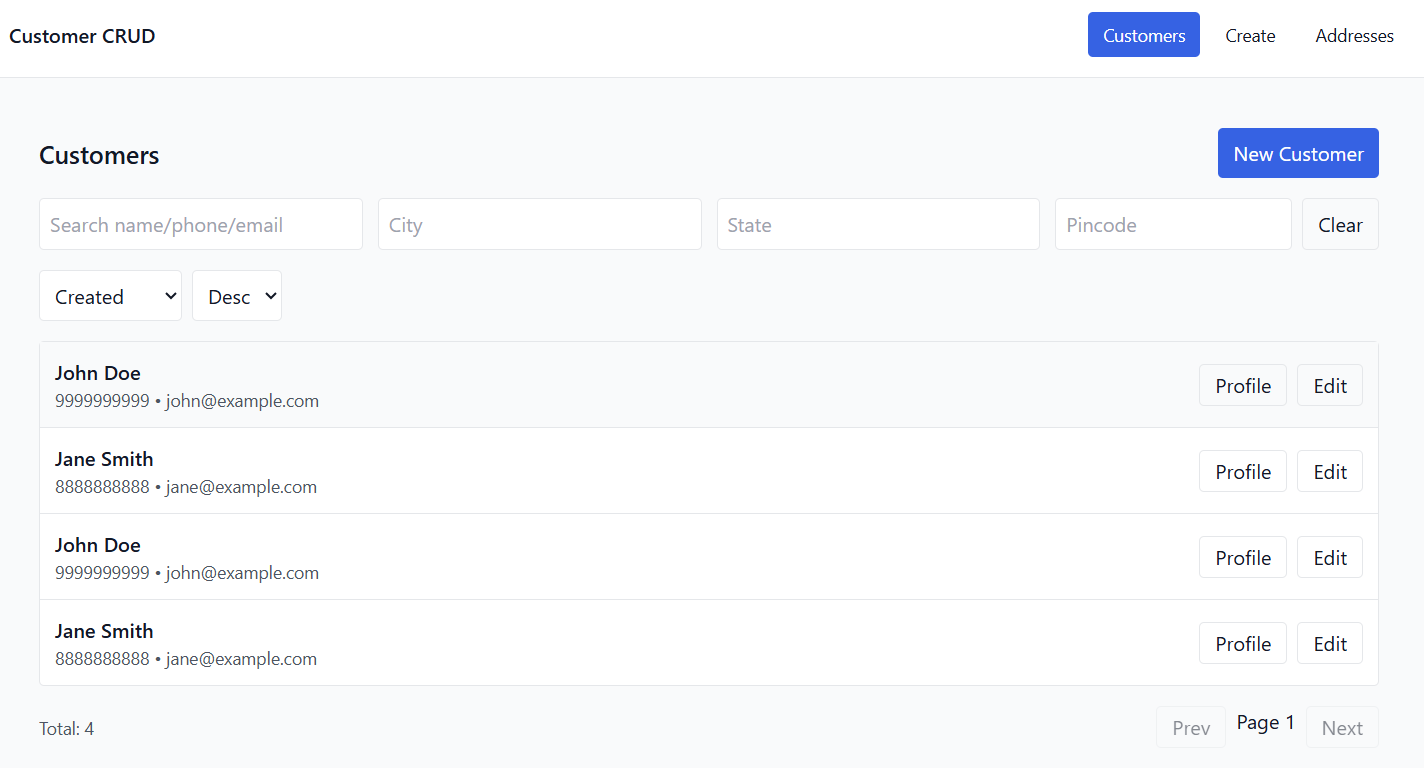 Customer CRUD Customers Create Addresses
Customers New Customer
Search name/phone/email City State Pincode Clear
Created Desc
John Doe
9999999999 • john@example.com
Profile Edit
Jane Smith
8888888888 • jane@example.com
Profile Edit
John Doe
9999999999 • john@example.com
Profile Edit
Jane Smith
8888888888 • jane@example.com
Profile Edit
Total: 4 Prev Page 1 Next